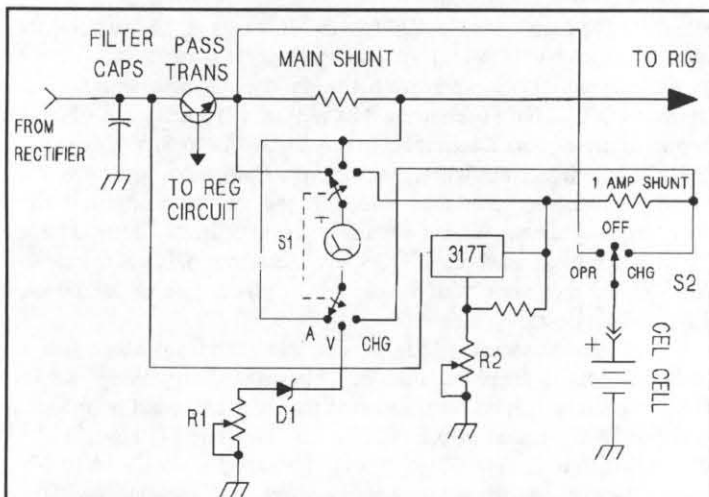 FILTER
CAPS
PASS
TRANS
MAIN SHUNT
TO RIG
FROM
RECTIFIER
TO REG
CIRCUIT
1 AMP SHUNT
+
S1
317T
OFF
OPR
CHG
S2
A
V
CHG
R2
+
GEL CELL
R1
D1